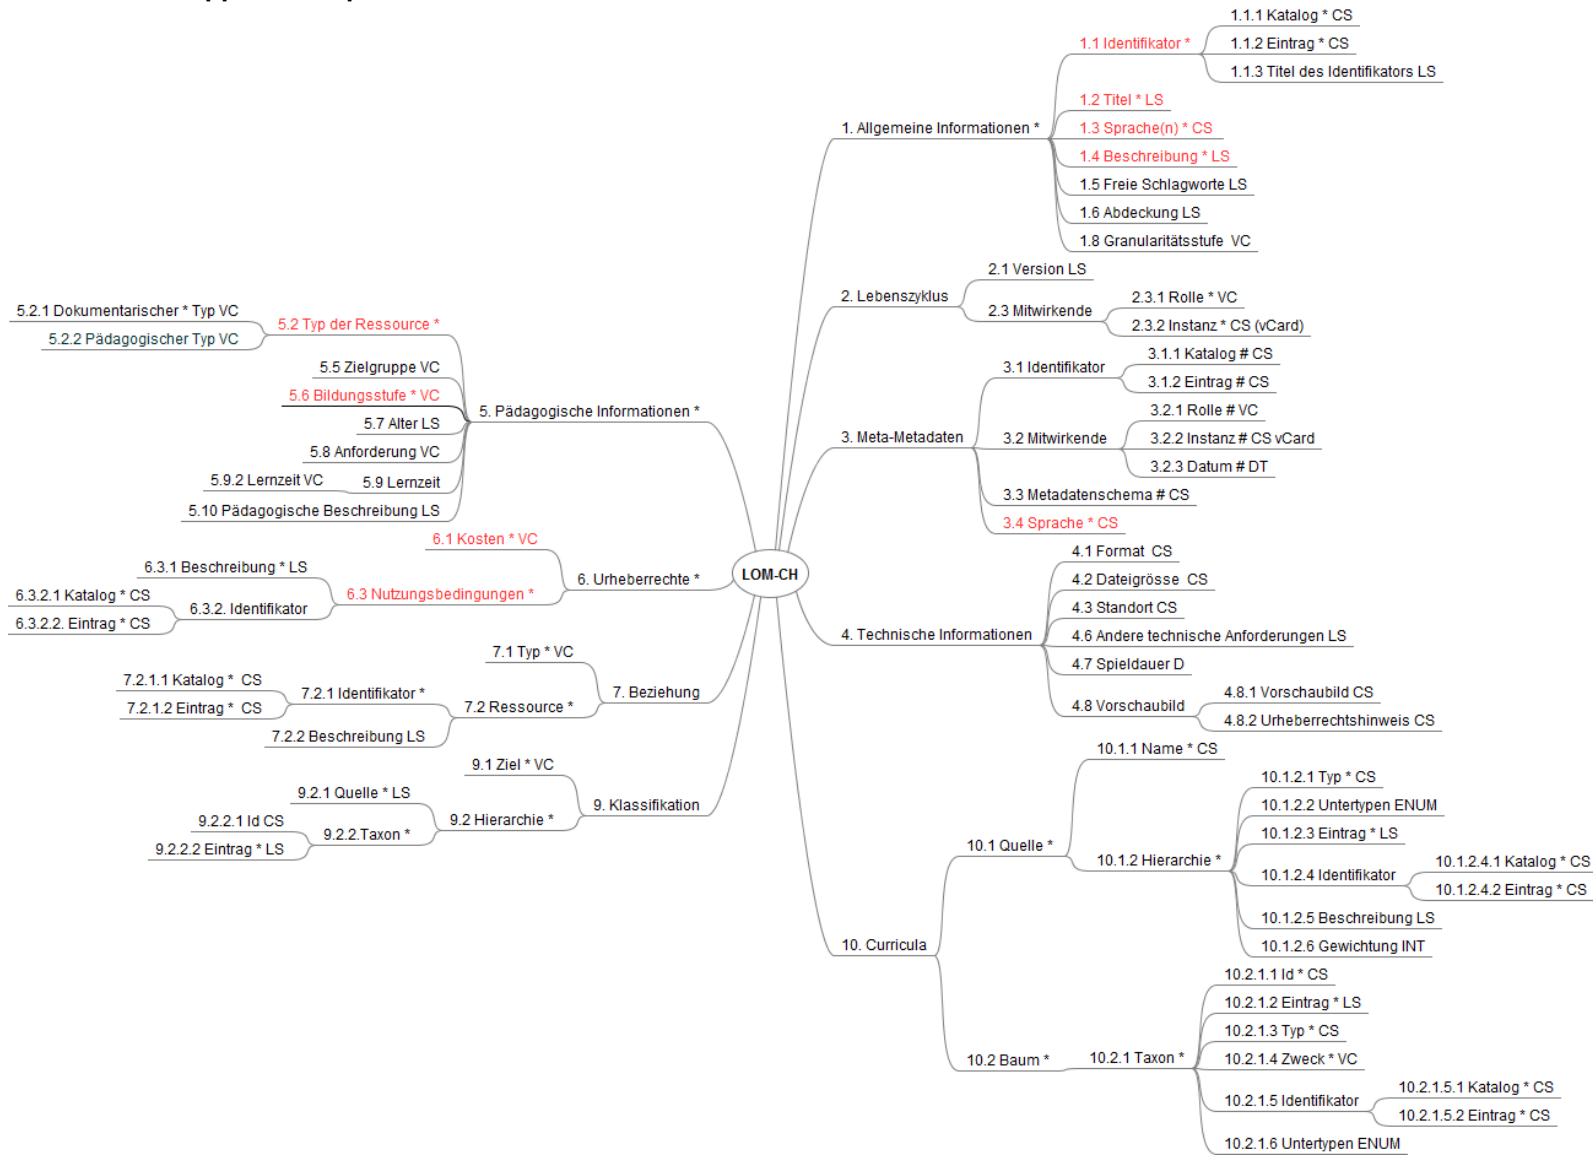 LOM-CH
1. Allgemeine Informationen *
1.1 Identifikator *
1.1.1 Katalog * CS
1.1.2 Eintrag * CS
1.1.3 Titel des Identifikators LS
1.2 Titel * LS
1.3 Sprache(n) * CS
1.4 Beschreibung * LS
1.5 Freie Schlagworte LS
1.6 Abdeckung LS
1.8 Granularitätsstufe VC
2. Lebenszyklus
2.1 Version LS
2.3 Mitwirkende
2.3.1 Rolle * VC
2.3.2 Instanz * CS (vCard)
3. Meta-Metadaten
3.1 Identifikator
3.1.1 Katalog # CS
3.1.2 Eintrag # CS
3.2 Mitwirkende
3.2.1 Rolle # VC
3.2.2 Instanz # CS vCard
3.2.3 Datum # DT
3.3 Metadatenschema # CS
3.4 Sprache * CS
4. Technische Informationen
4.1 Format CS
4.2 Dateigrösse CS
4.3 Standort CS
4.6 Andere technische Anforderungen LS
4.7 Spieldauer D
4.8 Vorschaubild
4.8.1 Vorschaubild CS
4.8.2 Urheberrechtshinweis CS
5. Pädagogische Informationen *
5.2 Typ der Ressource *
5.2.1 Dokumentarischer * Typ VC
5.2.2 Pädagogischer Typ VC
5.5 Zielgruppe VC
5.6 Bildungsstufe * VC
5.7 Alter LS
5.8 Anforderung VC
5.9 Lernzeit
5.9.2 Lernzeit VC
5.10 Pädagogische Beschreibung LS
6. Urheberrechte *
6.1 Kosten * VC
6.3 Nutzungsbedingungen *
6.3.1 Beschreibung * LS
6.3.2. Identifikator
6.3.2.1 Katalog * CS
6.3.2.2. Eintrag * CS
7. Beziehung
7.1 Typ * VC
7.2 Ressource *
7.2.1 Identifikator *
7.2.1.1 Katalog * CS
7.2.1.2 Eintrag * CS
7.2.2 Beschreibung LS
9. Klassifikation
9.1 Ziel * VC
9.2 Hierarchie *
9.2.1 Quelle * LS
9.2.2.Taxon *
9.2.2.1 Id CS
9.2.2.2 Eintrag * LS
10. Curricula
10.1 Quelle *
10.1.1 Name * CS
10.1.2 Hierarchie *
10.1.2.1 Typ * CS
10.1.2.2 Untertypen ENUM
10.1.2.3 Eintrag * LS
10.1.2.4 Identifikator
10.1.2.4.1 Katalog * CS
10.1.2.4.2 Eintrag * CS
10.1.2.5 Beschreibung LS
10.1.2.6 Gewichtung INT
10.2 Baum *
10.2.1 Taxon *
10.2.1.1 Id * CS
10.2.1.2 Eintrag * LS
10.2.1.3 Typ * CS
10.2.1.4 Zweck * VC
10.2.1.5 Identifikator
10.2.1.5.1 Katalog * CS
10.2.1.5.2 Eintrag * CS
10.2.1.6 Untertypen ENUM